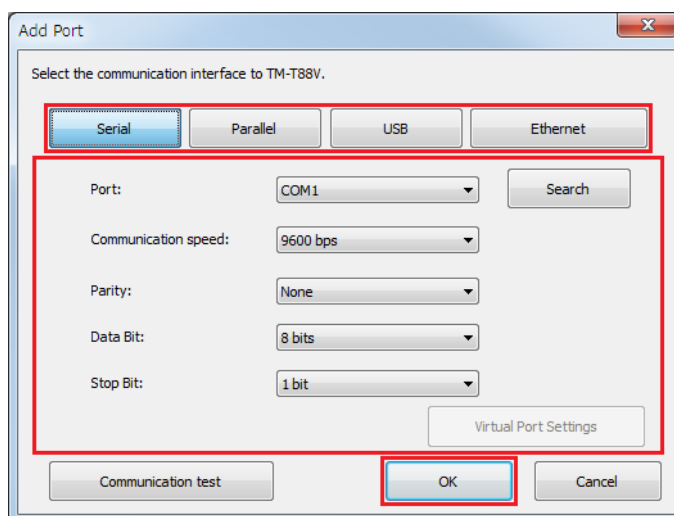 Add Port
Select the communication interface to TM-T88V.
Serial Parallel USB Ethernet
Port: COM1 Search
Communication speed: 9600 bps
Parity: None
Data Bit: 8 bits
Stop Bit: 1 bit
Virtual Port Settings
Communication test OK Cancel